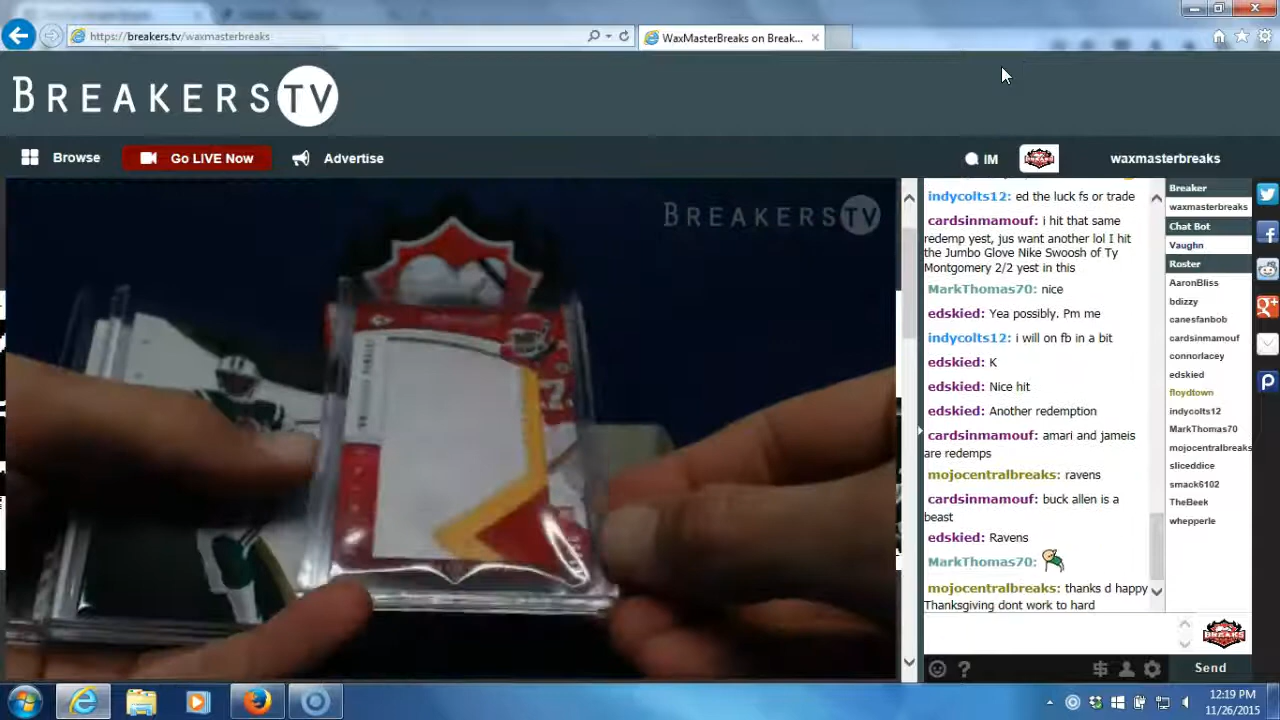 https://breakers.tv/waxmasterbreaks
WaxMasterBreaks on Break...
BREAKERSTV
Browse
Go LIVE Now
Advertise
IM
waxmasterbreaks
BREAKERSTV
indycolts12: ed the luck fs or trade
cardsinmamouf: i hit that same
redemp yest, jus want another lol I hit
the Jumbo Glove Nike Swoosh of Ty
Montgomery 2/2 yest in this
MarkThomas70: nice
edskied: Yea possibly. Pm me
indycolts12: i will on fb in a bit
edskied: K
edskied: Nice hit
edskied: Another redemption
cardsinmamouf: amari and jameis
are redemps
mojocentralbreaks: ravens
cardsinmamouf: buck allen is a
beast
edskied: Ravens
MarkThomas70:
mojocentralbreaks: thanks d happy
Thanksgiving dont work to hard
Send
Breaker
waxmasterbreaks
Chat Bot
Vaughn
Roster
AaronBliss
bdizzy
canesfanbob
cardsinmamouf
connorlacey
edskied
floydtown
indycolts12
MarkThomas70
mojocentralbreaks
sliceddice
smack6102
TheBeek
whepperle
BREAKS
12:19 PM
11/26/2015